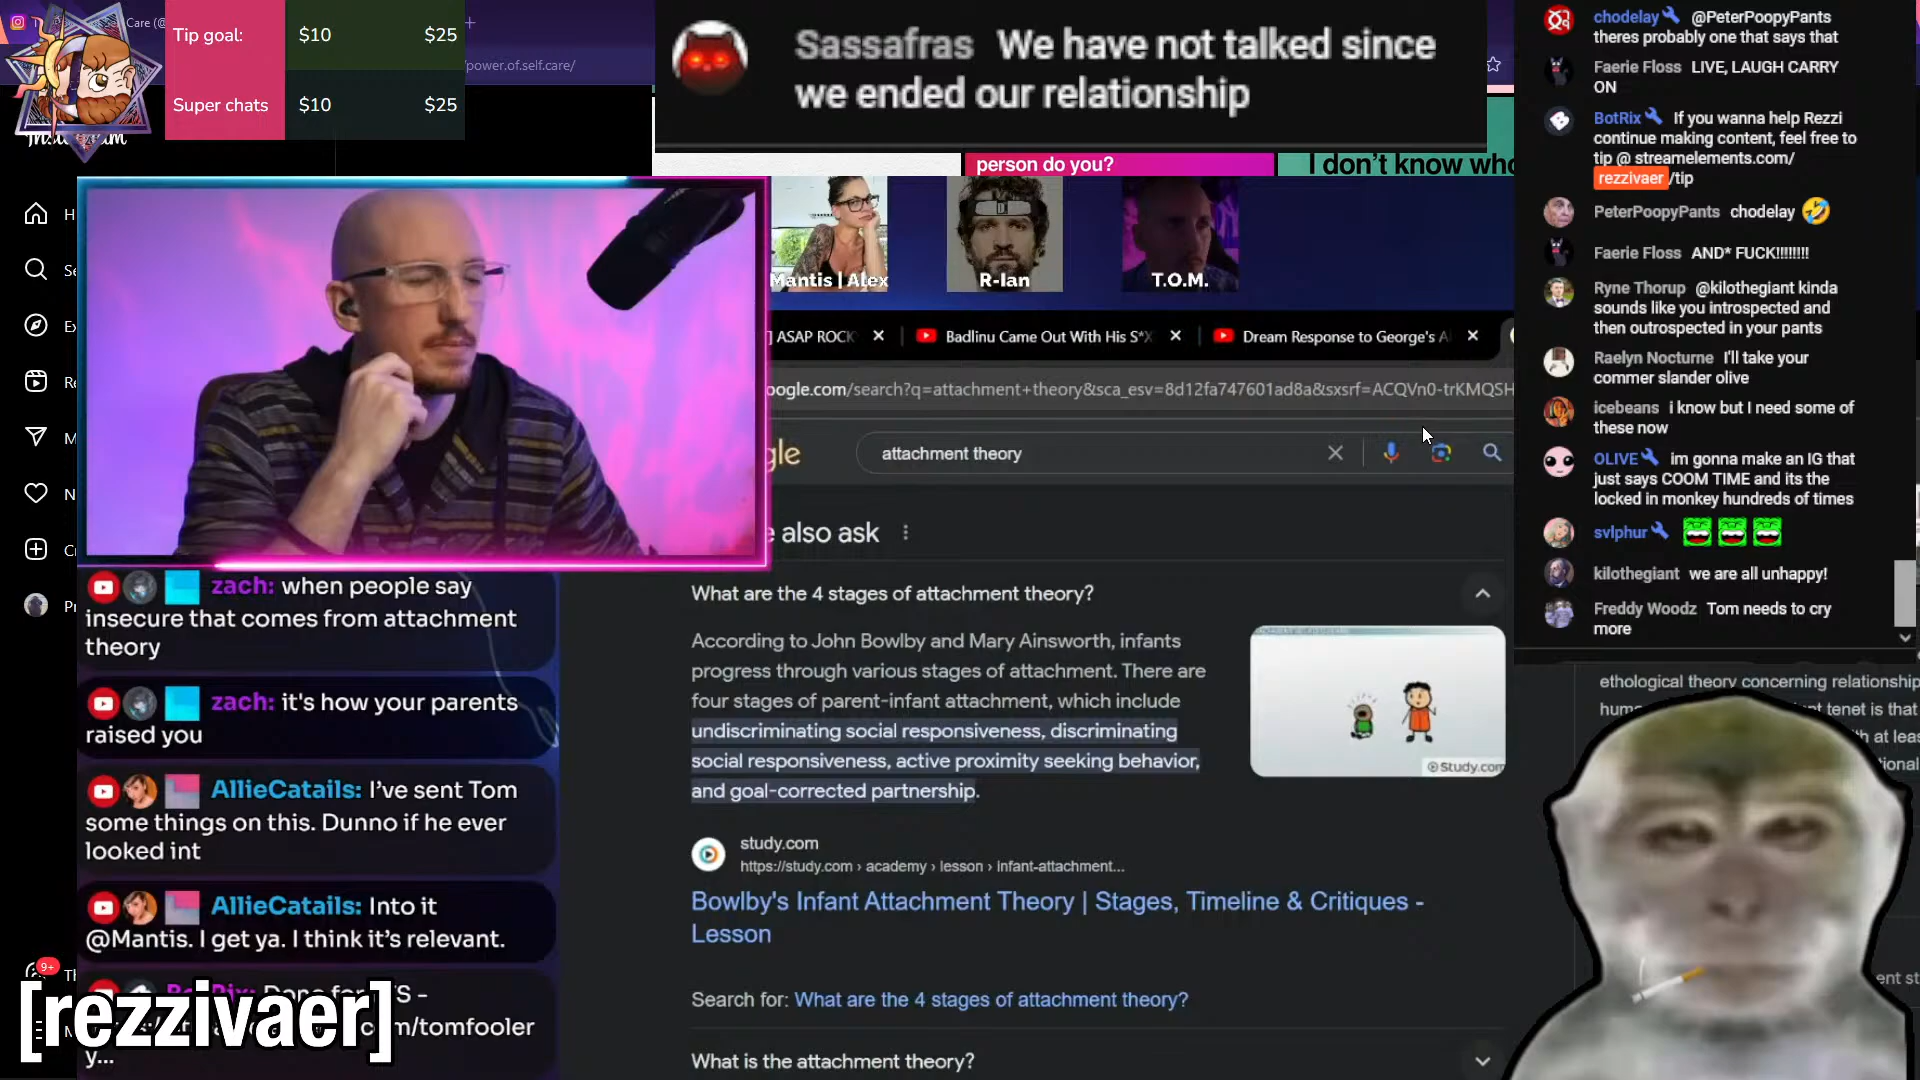 Tip goal: $10 $25
Super chats $10 $25
/power.of.self.care/
Sassafras We have not talked since
we ended our relationship
person do you?
I don't know who
Mantis | Alex
R-Ian
T.O.M.
ASAP ROCK
Badlinu Came Out With His S*X
Dream Response to George's A
oogle.com/search?q=attachment+theory&sca_esv=8d12fa747601ad8a&sxsrf=ACQVn0-trKMQSH
gle
attachment theory
e also ask
What are the 4 stages of attachment theory?
According to John Bowlby and Mary Ainsworth, infants
progress through various stages of attachment. There are
four stages of parent-infant attachment, which include
undiscriminating social responsiveness, discriminating
social responsiveness, active proximity seeking behavior,
and goal-corrected partnership.
Study.com
study.com
https://study.com › academy › lesson › infant-attachment...
Bowlby's Infant Attachment Theory | Stages, Timeline & Critiques -
Lesson
Search for: What are the 4 stages of attachment theory?
What is the attachment theory?
zach: when people say
insecure that comes from attachment
theory
zach: it's how your parents
raised you
AllieCatails: I've sent Tom
some things on this. Dunno if he ever
looked int
AllieCatails: Into it
@Mantis. I get ya. I think it's relevant.
[rezzivaer]
com/tomfooler
y...
9+
chodelay @PeterPoopyPants
theres probably one that says that
Faerie Floss LIVE, LAUGH CARRY
ON
BotRix If you wanna help Rezzi
continue making content, feel free to
tip @ streamelements.com/
rezzivaer/tip
PeterPoopyPants chodelay
Faerie Floss AND* FUCK!!!!!!!!
Ryne Thorup @kilothegiant kinda
sounds like you introspected and
then outrospected in your pants
Raelyn Nocturne I'll take your
commer slander olive
icebeans i know but I need some of
these now
OLIVE im gonna make an IG that
just says COOM TIME and its the
locked in monkey hundreds of times
svlphur
kilothegiant we are all unhappy!
Freddy Woodz Tom needs to cry
more
ethological theory concerning relationship
tenet is that